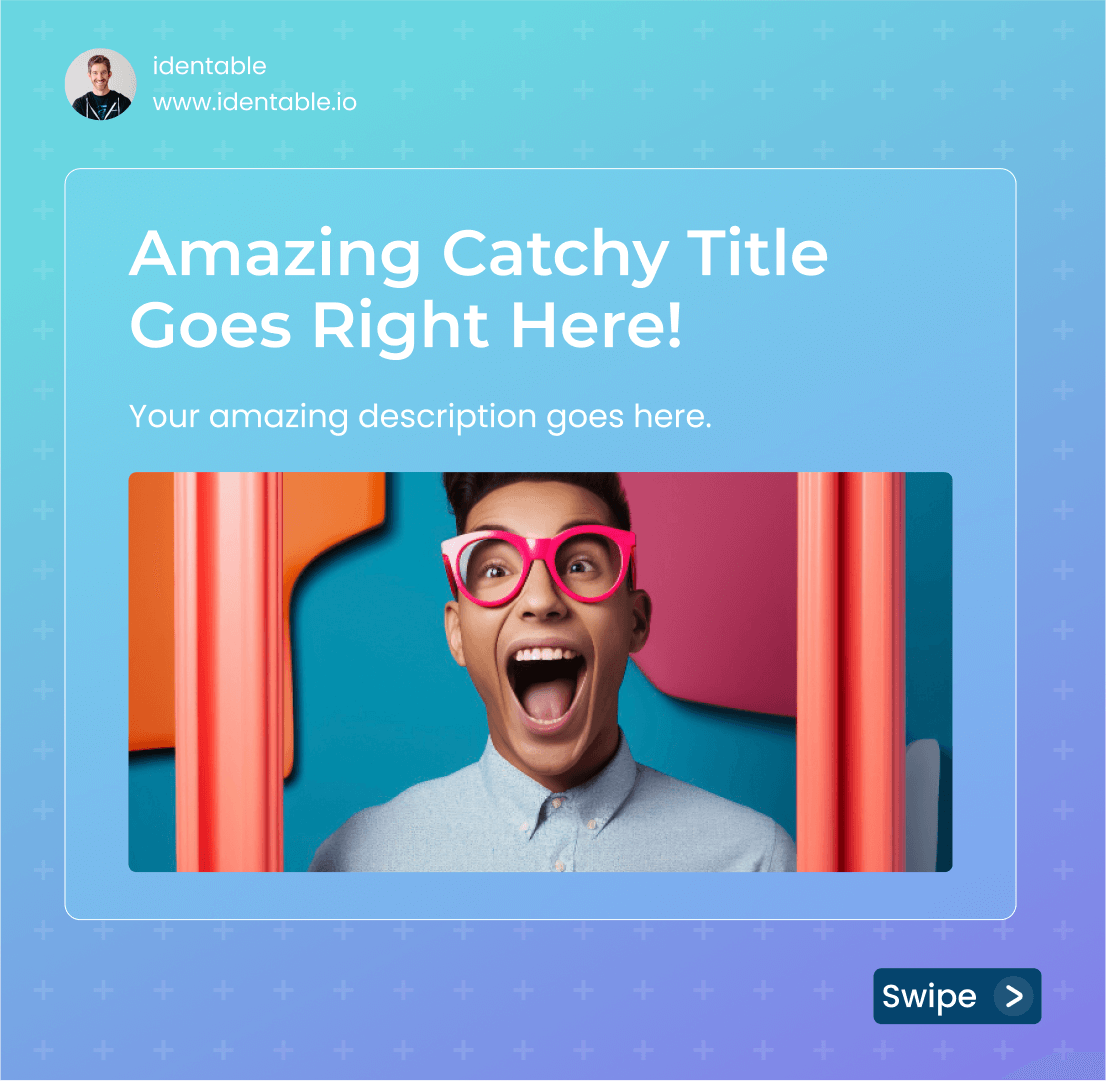 identable
www.identable.io
Amazing Catchy Title
Goes Right Here!
Your amazing description goes here.
Swipe >